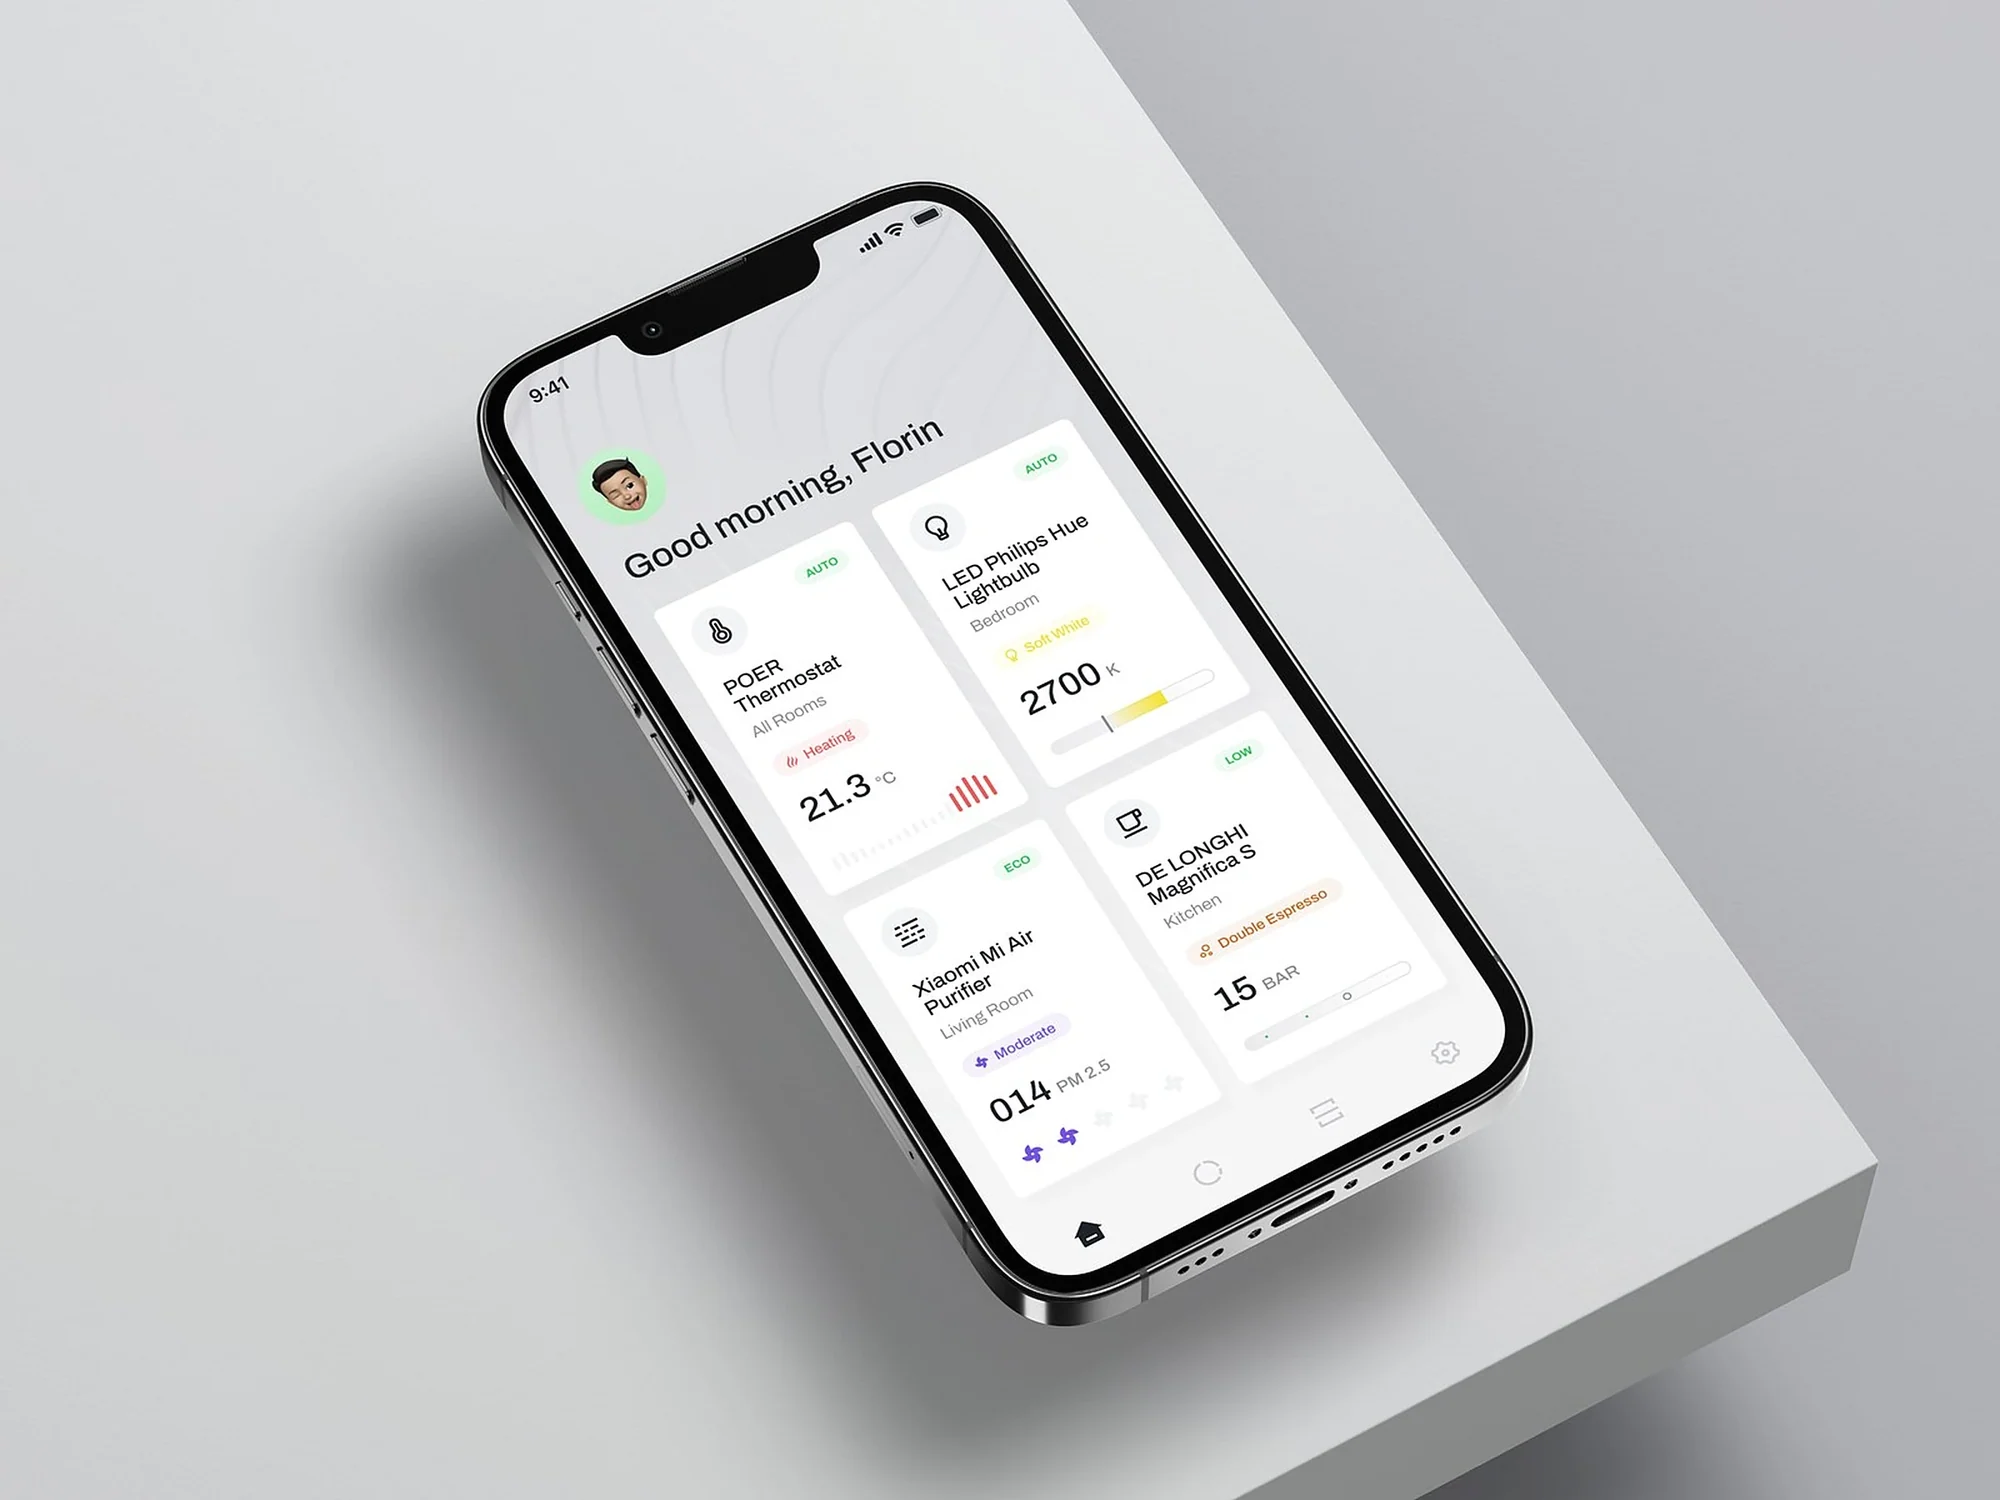 9:41
Good morning, Florin
AUTO
POER
Thermostat
All Rooms
Heating
21.3 °C
AUTO
LED Philips Hue
Lightbulb
Bedroom
Soft White
2700 K
ECO
Xiaomi Mi Air
Purifier
Living Room
Moderate
014 PM 2.5
LOW
DE LONGHI
Magnifica S
Kitchen
Double Espresso
15 BAR